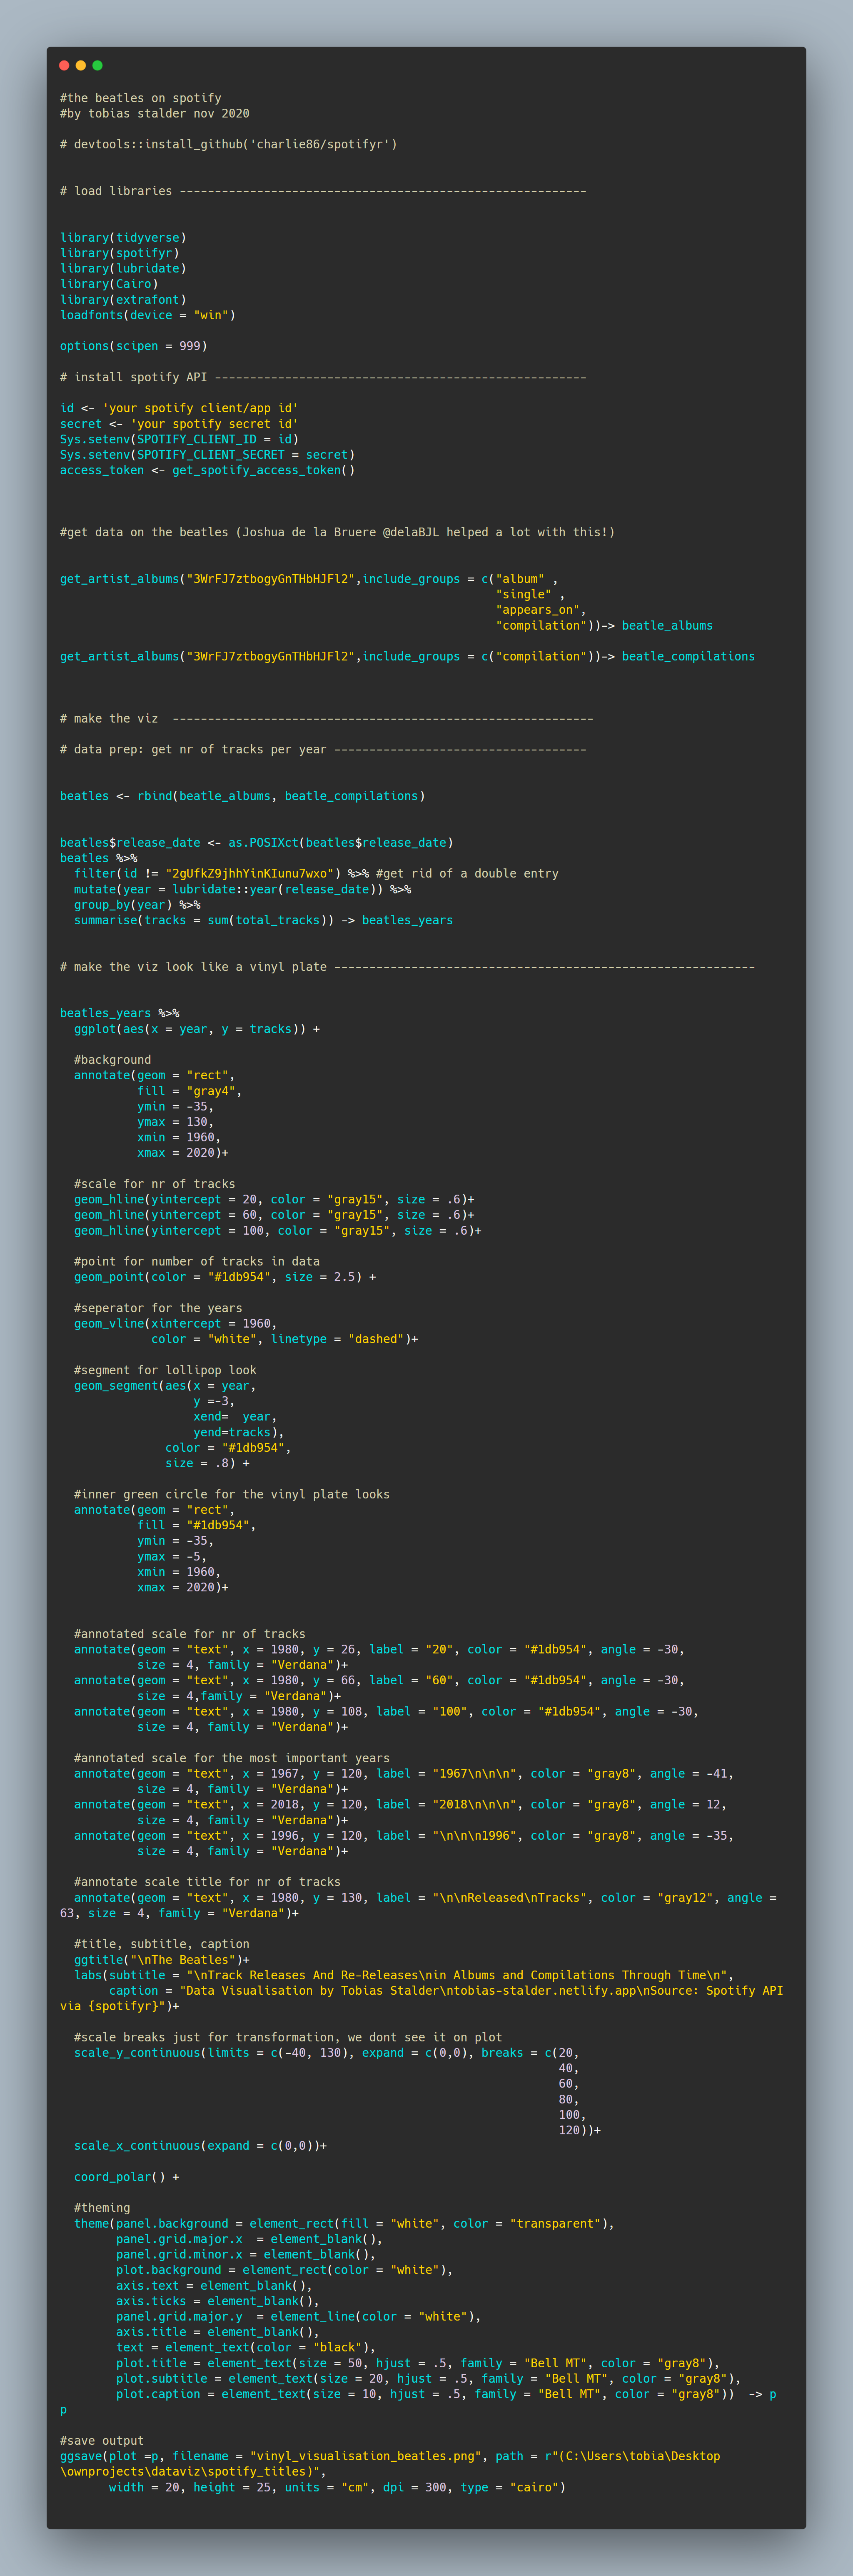 #the beatles on spotify
#by tobias stalder nov 2020
# devtools::install_github('charlie86/spotifyr')
# load libraries ----------------------------------------------------------
library(tidyverse)
library(spotifyr)
library(lubridate)
library(Cairo)
library(extrafont)
loadfonts(device = "win")
options(scipen = 999)
# install spotify API -----------------------------------------------------
id <- 'your spotify client/app id'
secret <- 'your spotify secret id'
Sys.setenv(SPOTIFY_CLIENT_ID = id)
Sys.setenv(SPOTIFY_CLIENT_SECRET = secret)
access_token <- get_spotify_access_token()
#get data on the beatles (Joshua de la Bruere @delaBJL helped a lot with this!)
get_artist_albums("3WrFJ7ztbogyGnTHbHJFl2",include_groups = c("album" ,
"single" ,
"appears_on",
"compilation"))-> beatle_albums
get_artist_albums("3WrFJ7ztbogyGnTHbHJFl2",include_groups = c("compilation"))-> beatle_compilations
# make the viz  ------------------------------------------------------------
# data prep: get nr of tracks per year ------------------------------------
beatles <- rbind(beatle_albums, beatle_compilations)
beatles$release_date <- as.POSIXct(beatles$release_date)
beatles %>%
  filter(id != "2gUfkZ9jhhYinKIunu7wxo") %>% #get rid of a double entry
  mutate(year = lubridate::year(release_date)) %>%
  group_by(year) %>%
  summarise(tracks = sum(total_tracks)) -> beatles_years
# make the viz look like a vinyl plate ------------------------------------------------------------
beatles_years %>%
  ggplot(aes(x = year, y = tracks)) +
  #background
  annotate(geom = "rect",
           fill = "gray4",
           ymin = -35,
           ymax = 130,
           xmin = 1960,
           xmax = 2020)+
  #scale for nr of tracks
  geom_hline(yintercept = 20, color = "gray15", size = .6)+
  geom_hline(yintercept = 60, color = "gray15", size = .6)+
  geom_hline(yintercept = 100, color = "gray15", size = .6)+
  #point for number of tracks in data
  geom_point(color = "#1db954", size = 2.5) +
  #seperator for the years
  geom_vline(xintercept = 1960,
             color = "white", linetype = "dashed")+
  #segment for lollipop look
  geom_segment(aes(x = year,
                   y =-3,
                   xend=  year,
                   yend=tracks),
               color = "#1db954",
               size = .8) +
  #inner green circle for the vinyl plate looks
  annotate(geom = "rect",
           fill = "#1db954",
           ymin = -35,
           ymax = -5,
           xmin = 1960,
           xmax = 2020)+
  #annotated scale for nr of tracks
  annotate(geom = "text", x = 1980, y = 26, label = "20", color = "#1db954", angle = -30,
           size = 4, family = "Verdana")+
  annotate(geom = "text", x = 1980, y = 66, label = "60", color = "#1db954", angle = -30,
           size = 4,family = "Verdana")+
  annotate(geom = "text", x = 1980, y = 108, label = "100", color = "#1db954", angle = -30,
           size = 4, family = "Verdana")+
  #annotated scale for the most important years
  annotate(geom = "text", x = 1967, y = 120, label = "1967\n\n\n", color = "gray8", angle = -41,
           size = 4, family = "Verdana")+
  annotate(geom = "text", x = 2018, y = 120, label = "2018\n\n\n", color = "gray8", angle = 12,
           size = 4, family = "Verdana")+
  annotate(geom = "text", x = 1996, y = 120, label = "\n\n\n1996", color = "gray8", angle = -35,
           size = 4, family = "Verdana")+
  #annotate scale title for nr of tracks
  annotate(geom = "text", x = 1980, y = 130, label = "\n\nReleased\nTracks", color = "gray12", angle =
63, size = 4, family = "Verdana")+
  #title, subtitle, caption
  ggtitle("\nThe Beatles")+
  labs(subtitle = "\nTrack Releases And Re-Releases\nin Albums and Compilations Through Time\n",
       caption = "Data Visualisation by Tobias Stalder\ntobias-stalder.netlify.app\nSource: Spotify API
via {spotifyr}")+
  #scale breaks just for transformation, we dont see it on plot
  scale_y_continuous(limits = c(-40, 130), expand = c(0,0), breaks = c(20,
40,
60,
80,
100,
120))+
  scale_x_continuous(expand = c(0,0))+
  coord_polar() +
  #theming
  theme(panel.background = element_rect(fill = "white", color = "transparent"),
        panel.grid.major.x  = element_blank(),
        panel.grid.minor.x = element_blank(),
        plot.background = element_rect(color = "white"),
        axis.text = element_blank(),
        axis.ticks = element_blank(),
        panel.grid.major.y  = element_line(color = "white"),
        axis.title = element_blank(),
        text = element_text(color = "black"),
        plot.title = element_text(size = 50, hjust = .5, family = "Bell MT", color = "gray8"),
        plot.subtitle = element_text(size = 20, hjust = .5, family = "Bell MT", color = "gray8"),
        plot.caption = element_text(size = 10, hjust = .5, family = "Bell MT", color = "gray8"))  -> p
p
#save output
ggsave(plot =p, filename = "vinyl_visualisation_beatles.png", path = r"(C:\Users\tobia\Desktop
\ownprojects\dataviz\spotify_titles)",
       width = 20, height = 25, units = "cm", dpi = 300, type = "cairo")